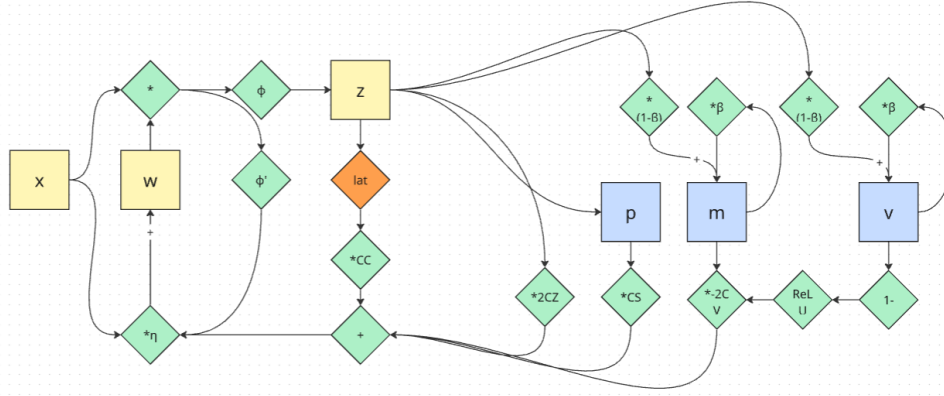 *
ϕ
z
*
(1-β)
*β
*
(1-β)
*β
x
w
ϕ'
lat
+
+
p
m
v
+
*CC
*2CZ
*CS
*-2C
V
ReL
U
1-
*η
+